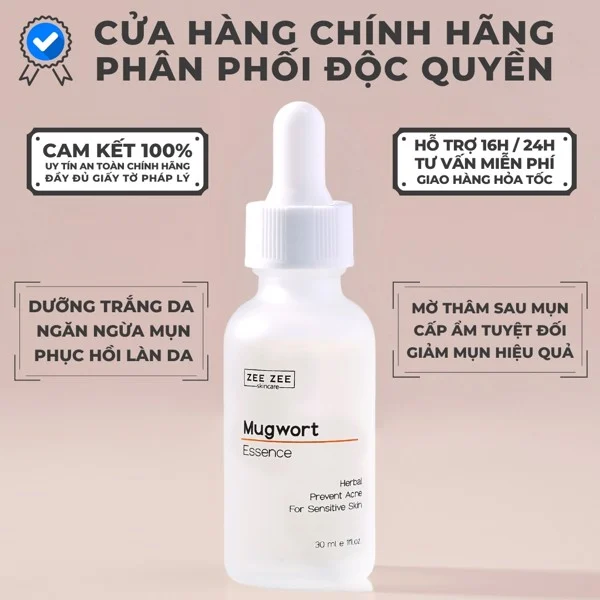 CỬA HÀNG CHÍNH HÃNG
PHÂN PHỐI ĐỘC QUYỀN
CAM KẾT 100%
UY TÍN AN TOÀN CHÍNH HÃNG
ĐẦY ĐỦ GIẤY TỜ PHÁP LÝ
HỖ TRỢ 16H / 24H
TƯ VẤN MIỄN PHÍ
GIAO HÀNG HỎA TỐC
DƯỠNG TRẮNG DA
NGĂN NGỪA MỤN
PHỤC HỒI LÀN DA
MỜ THÂM SAU MỤN
CẤP ẨM TUYỆT ĐỐI
GIẢM MỤN HIỆU QUẢ
ZEE ZEE
skincare
Mugwort
Essence
Herbal
Prevent Acne
For Sensitive Skin
30 ml e 1fl.oz.